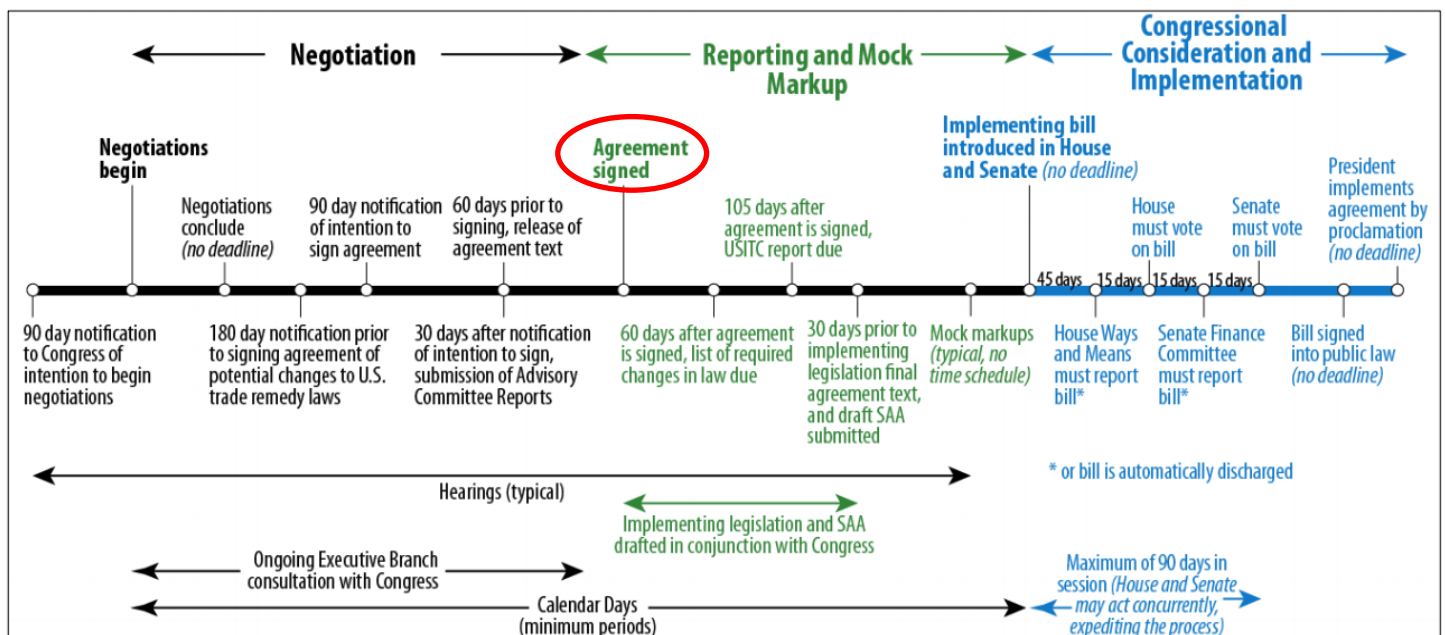 Negotiation
Reporting and Mock
Markup
Congressional
Consideration and
Implementation
Negotiations
begin
Agreement
signed
Implementing bill
introduced in House
and Senate (no deadline)
Negotiations
conclude
(no deadline)
90 day notification
of intention to
sign agreement
60 days prior to
signing, release of
agreement text
105 days after
agreement is signed,
USITC report due
House
must vote
on bill
Senate
must vote
on bill
President
implements
agreement by
proclamation
(no deadline)
45 days
15 days
15 days
15 days
90 day notification
to Congress of
intention to begin
negotiations
180 day notification prior
to signing agreement of
potential changes to U.S.
trade remedy laws
30 days after notification
of intention to sign,
submission of Advisory
Committee Reports
60 days after agreement
is signed, list of required
changes in law due
30 days prior to
implementing
legislation final
agreement text,
and draft SAA
submitted
Mock markups
(typical, no
time schedule)
House Ways
and Means
must report
bill*
Senate Finance
Committee
must report
bill*
Bill signed
into public law
(no deadline)
* or bill is automatically discharged
Hearings (typical)
Implementing legislation and SAA
drafted in conjunction with Congress
Ongoing Executive Branch
consultation with Congress
Calendar Days
(minimum periods)
Maximum of 90 days in
session (House and Senate
may act concurrently,
expediting the process)